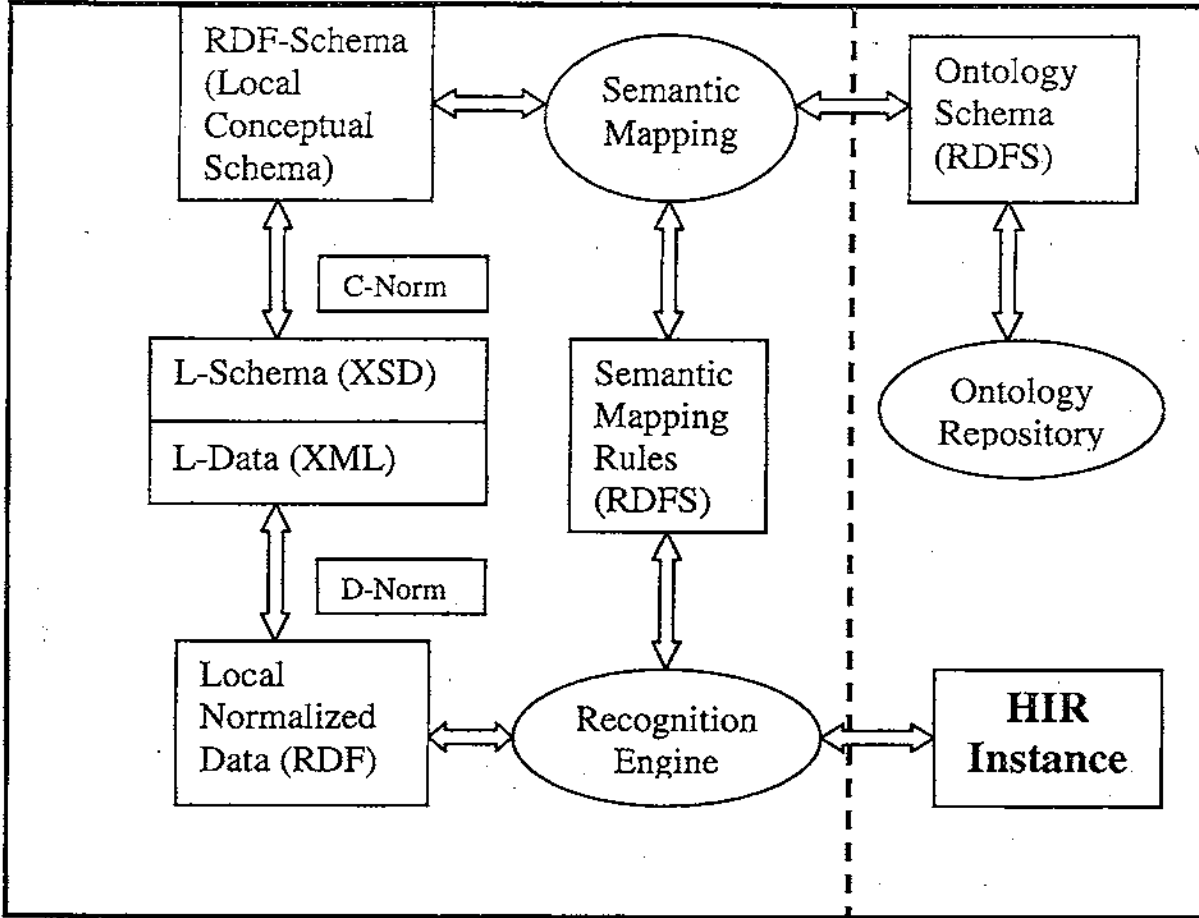 RDF-Schema
(Local
Conceptual
Schema)
Semantic
Mapping
Ontology
Schema
(RDFS)
C-Norm
L-Schema (XSD)
L-Data (XML)
Semantic
Mapping
Rules
(RDFS)
Ontology
Repository
D-Norm
Local
Normalized
Data (RDF)
Recognition
Engine
HIR
Instance